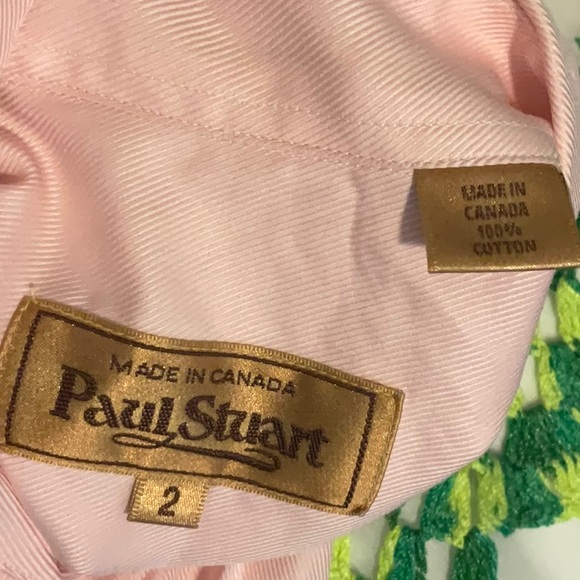 MADE IN
CANADA
100%
COTTON
MADE IN CANADA
Paul Stuart
2